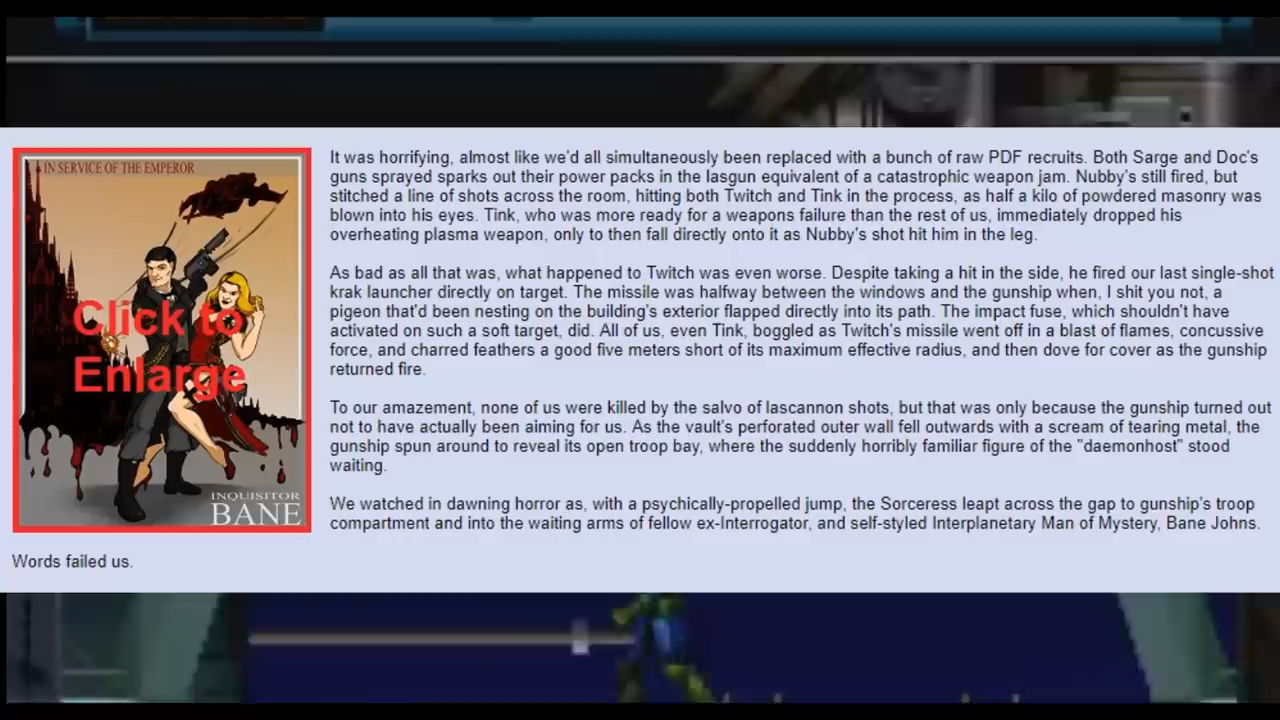 IN SERVICE OF THE EMPEROR
Click to
Enlarge
INQUISITOR
BANE
It was horrifying, almost like we'd all simultaneously been replaced with a bunch of raw PDF recruits. Both Sarge and Doc's
guns sprayed sparks out their power packs in the lasgun equivalent of a catastrophic weapon jam. Nubby's still fired, but
stitched a line of shots across the room, hitting both Twitch and Tink in the process, as half a kilo of powdered masonry was
blown into his eyes. Tink, who was more ready for a weapons failure than the rest of us, immediately dropped his
overheating plasma weapon, only to then fall directly onto it as Nubby's shot hit him in the leg.
As bad as all that was, what happened to Twitch was even worse. Despite taking a hit in the side, he fired our last single-shot
krak launcher directly on target. The missile was halfway between the windows and the gunship when, I shit you not, a
pigeon that'd been nesting on the building's exterior flapped directly into its path. The impact fuse, which shouldn't have
activated on such a soft target, did. All of us, even Tink, boggled as Twitch's missile went off in a blast of flames, concussive
force, and charred feathers a good five meters short of its maximum effective radius, and then dove for cover as the gunship
returned fire.
To our amazement, none of us were killed by the salvo of lascannon shots, but that was only because the gunship turned out
not to have actually been aiming for us. As the vault's perforated outer wall fell outwards with a scream of tearing metal, the
gunship spun around to reveal its open troop bay, where the suddenly horribly familiar figure of the "daemonhost" stood
waiting.
We watched in dawning horror as, with a psychically-propelled jump, the Sorceress leapt across the gap to gunship's troop
compartment and into the waiting arms of fellow ex-Interrogator, and self-styled Interplanetary Man of Mystery, Bane Johns.
Words failed us.